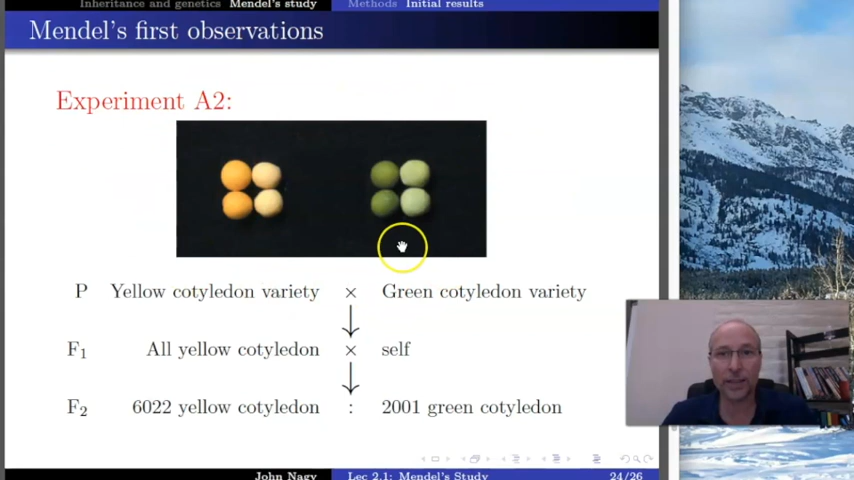 Inheritance and genetics Mendel's study Methods Initial results
Mendel's first observations
Experiment A2:
P Yellow cotyledon variety × Green cotyledon variety
F1 All yellow cotyledon × self
F2 6022 yellow cotyledon : 2001 green cotyledon
John Nagy Lec 2.1: Mendel's Study 24/26